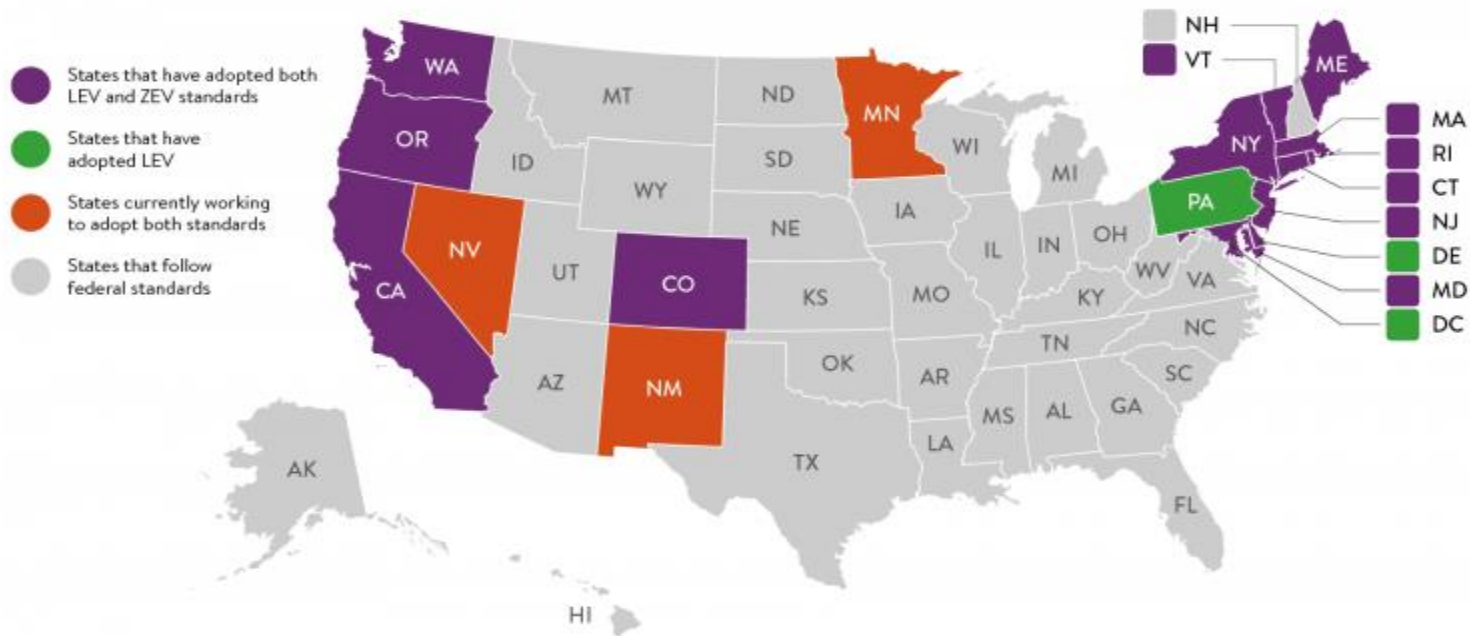 States that have adopted both
LEV and ZEV standards
States that have
adopted LEV
States currently working
to adopt both standards
States that follow
federal standards
WA
OR
CA
NV
ID
MT
WY
UT
CO
AZ
NM
ND
SD
NE
KS
OK
TX
MN
IA
MO
AR
LA
WI
IL
MI
IN
OH
KY
TN
MS
AL
GA
FL
SC
NC
VA
WV
PA
NY
ME
NH
VT
MA
RI
CT
NJ
DE
MD
DC
AK
HI